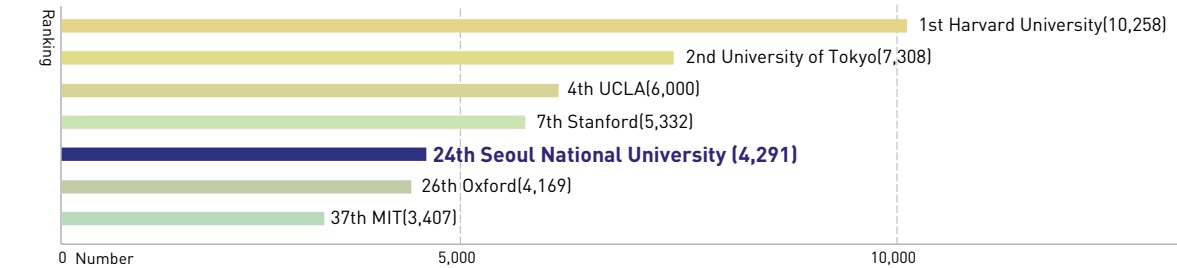 Ranking
1st Harvard University(10,258)
2nd University of Tokyo(7,308)
4th UCLA(6,000)
7th Stanford(5,332)
24th Seoul National University (4,291)
26th Oxford(4,169)
37th MIT(3,407)
0 Number 5,000 10,000